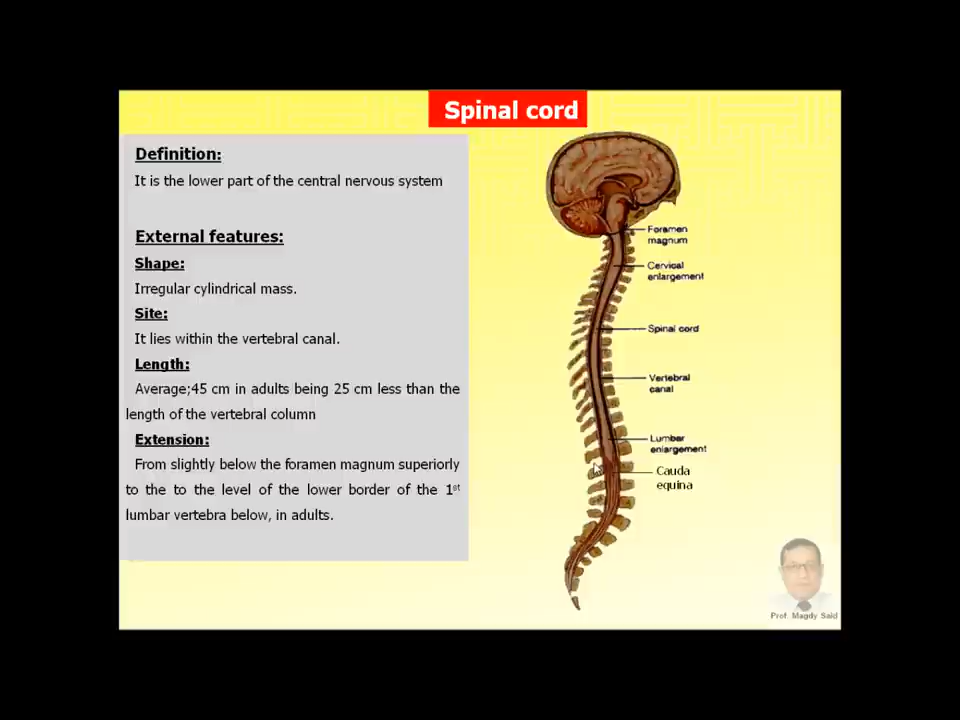 Spinal cord
Definition:
It is the lower part of the central nervous system
External features:
Shape:
Irregular cylindrical mass.
Site:
It lies within the vertebral canal.
Length:
Average;45 cm in adults being 25 cm less than the
length of the vertebral column
Extension:
From slightly below the foramen magnum superiorly
to the to the level of the lower border of the 1st
lumbar vertebra below, in adults.
Foramen
magnum
Cervical
enlargement
Spinal cord
Vertebral
canal
Lumbar
enlargement
Cauda
equina
Prof. Magdy Said